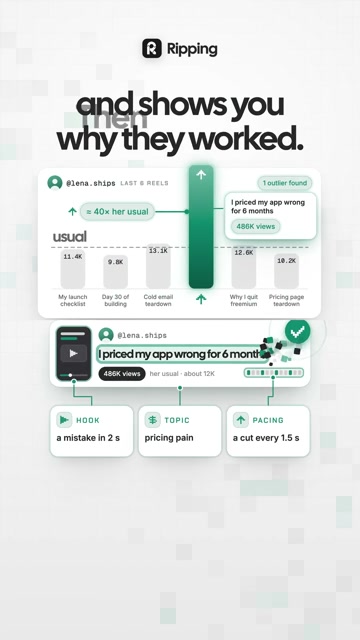 Ripping
Then
and shows you
why they worked.
@lena.ships LAST 8 REELS
1 outlier found
≈ 40× her usual
I priced my app wrong
for 6 months
486K views
usual
11.4K
9.8K
13.1K
12.6K
10.2K
My launch
checklist
Day 30 of
building
Cold email
teardown
Why I quit
freemium
Pricing page
teardown
@lena.ships
I priced my app wrong for 6 month
486K views her usual · about 12K
HOOK
a mistake in 2 s
TOPIC
pricing pain
PACING
a cut every 1.5 s